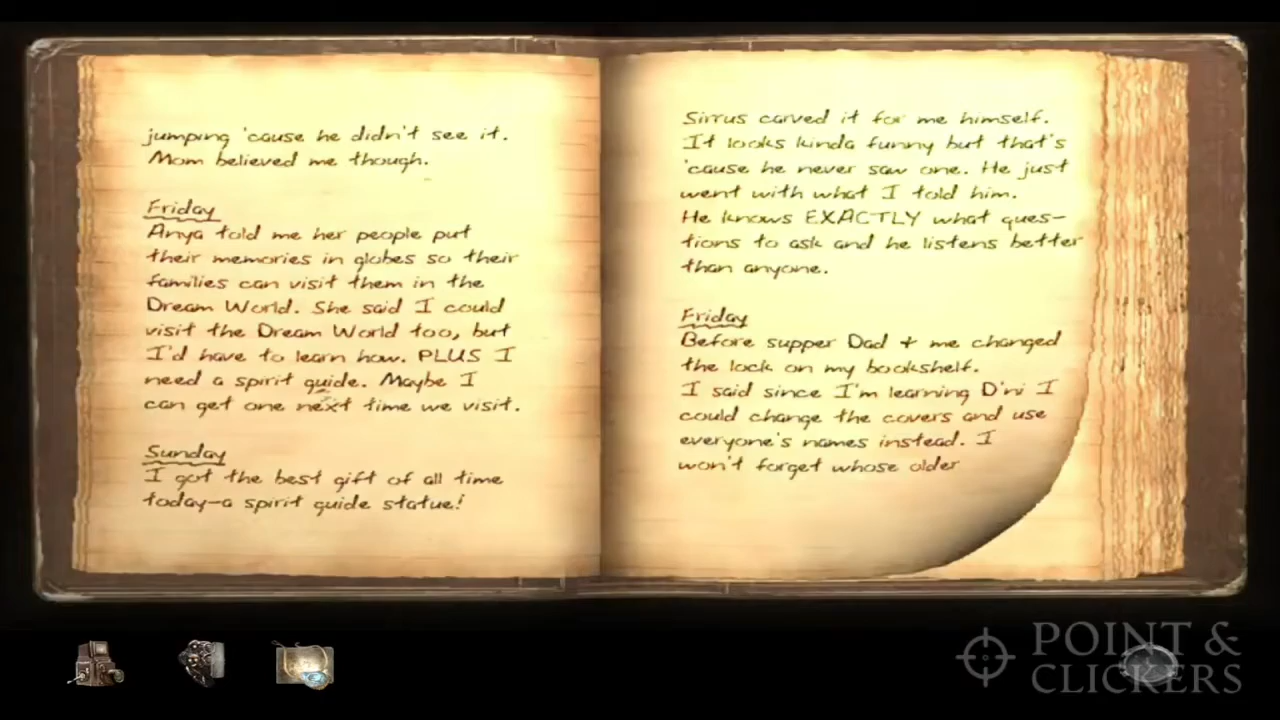 jumping 'cause he didn't see it.
Mom believed me though.
Friday
Anya told me her people put
their memories in globes so their
families can visit them in the
Dream World. She said I could
visit the Dream World too, but
I'd have to learn how. PLUS I
need a spirit guide. Maybe I
can get one next time we visit.
Sunday
I got the best gift of all time
today—a spirit guide statue!
Sirrus carved it for me himself.
It looks kinda funny but that's
'cause he never saw one. He just
went with what I told him.
He knows EXACTLY what ques-
tions to ask and he listens better
than anyone.
Friday
Before supper Dad + me changed
the lock on my bookshelf.
I said since I'm learning D'ni I
could change the covers and use
everyone's names instead. I
won't forget whose older
POINT &
CLICKERS